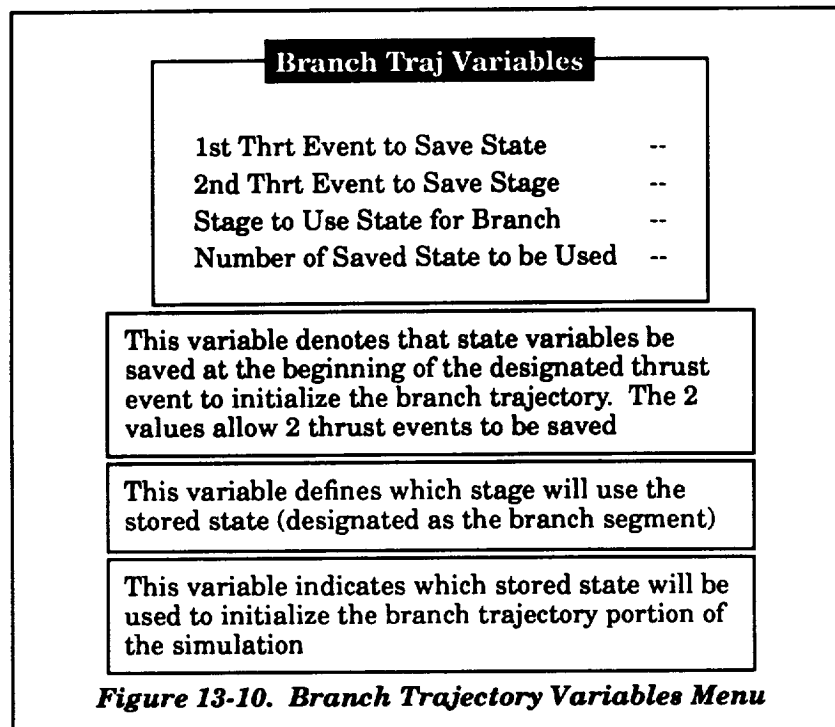 Branch Traj Variables
1st Thrt Event to Save State --
2nd Thrt Event to Save Stage --
Stage to Use State for Branch --
Number of Saved State to be Used --
This variable denotes that state variables be
saved at the beginning of the designated thrust
event to initialize the branch trajectory. The 2
values allow 2 thrust events to be saved
This variable defines which stage will use the
stored state (designated as the branch segment)
This variable indicates which stored state will be
used to initialize the branch trajectory portion of
the simulation
Figure 13-10. Branch Trajectory Variables Menu